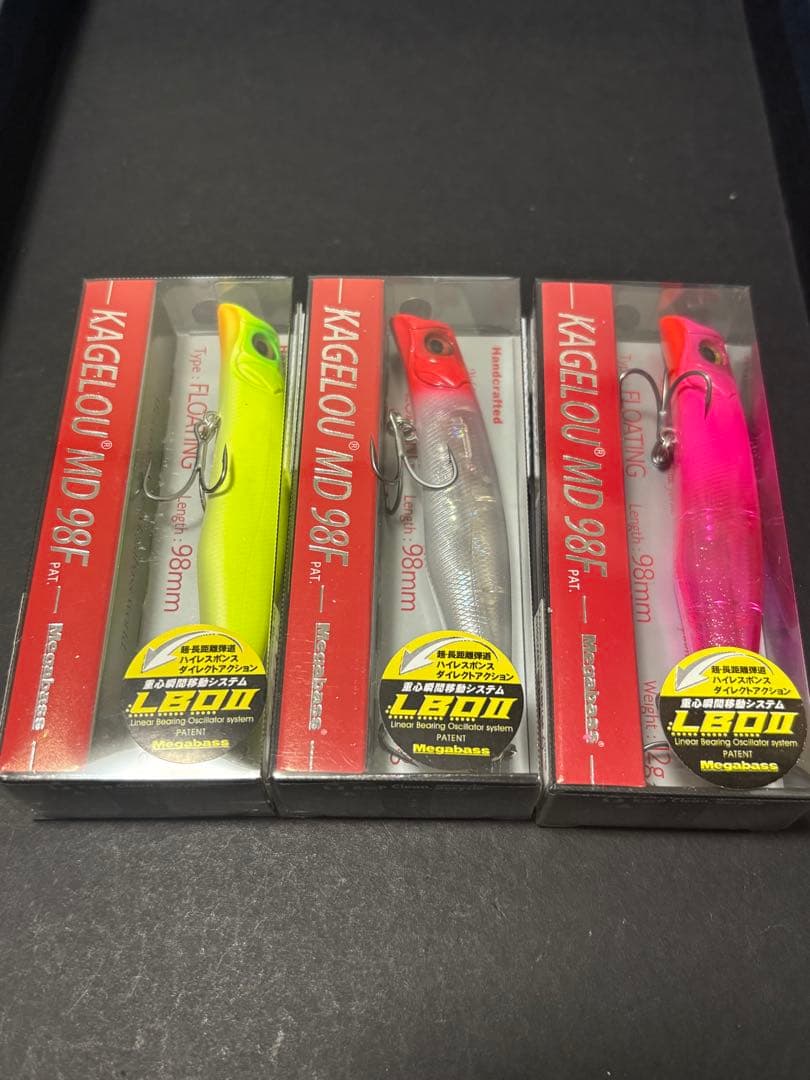 KAGELOU® MD 98F
PAT.
Megabass
Type : FLOATING
Length : 98mm
超・長距離弾道
ハイレスポンス
ダイレクトアクション
重心瞬間移動システム
LBOII
Linear Bearing Oscillator system
PATENT
Megabass
KAGELOU® MD 98F
PAT.
Megabass®
Handcrafted
98mm
超・長距離弾道
ハイレスポンス
ダイレクトアクション
重心瞬間移動システム
LBOII
Linear Bearing Oscillator system
PATENT
Megabass
KAGELOU® MD 98F
PAT.
Megabass®
FLOATING
Length : 98mm
Weight : 12g
超・長距離弾道
ハイレスポンス
ダイレクトアクション
重心瞬間移動システム
LBOII
Linear Bearing Oscillator system
PATENT
Megabass